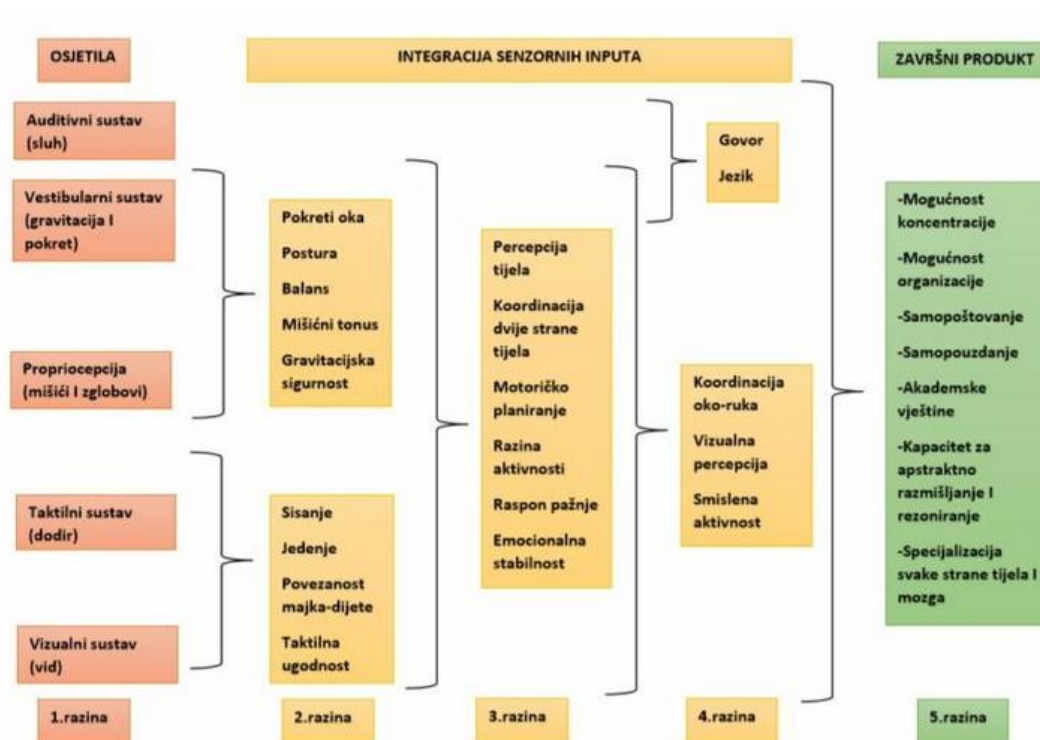 OSJETILA
INTEGRACIJA SENZORNIH INPUTA
ZAVRŠNI PRODUKT
Auditivni sustav
(sluh)
Vestibularni sustav
(gravitacija I
pokret)
Propriocepcija
(mišići I zglobovi)
Taktilni sustav
(dodir)
Vizualni sustav
(vid)
Pokreti oka
Postura
Balans
Mišićni tonus
Gravitacijska
sigurnost
Sisanje
Jedenje
Povezanost
majka-dijete
Taktilna
ugodnost
Percepcija
tijela
Koordinacija
dvije strane
tijela
Motoričko
planiranje
Razina
aktivnosti
Raspon pažnje
Emocionalna
stabilnost
Govor
Jezik
Koordinacija
oko-ruka
Vizualna
percepcija
Smislena
aktivnost
-Mogućnost
koncentracije
-Mogućnost
organizacije
-Samopoštovanje
-Samopouzdanje
-Akademske
vještine
-Kapacitet za
apstraktno
razmišljanje I
rezoniranje
-Specijalizacija
svake strane tijela I
mozga
1.razina
2.razina
3.razina
4.razina
5.razina